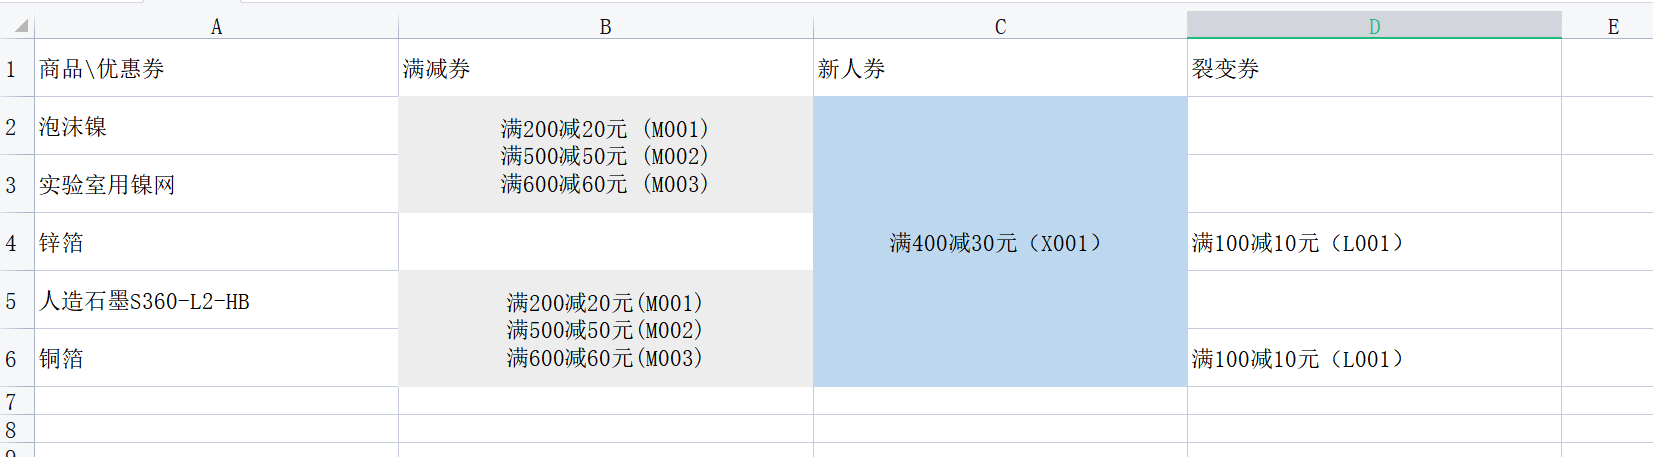 A B C D E
1 商品\优惠券 满减券 新人券 裂变券
2 泡沫镍
满200减20元 (M001)
满500减50元 (M002)
满600减60元 (M003)
3 实验室用镍网
4 锌箔 满400减30元（X001） 满100减10元（L001）
5 人造石墨S360-L2-HB
满200减20元(M001)
满500减50元(M002)
满600减60元(M003)
6 铜箔 满100减10元（L001）
7
8
9